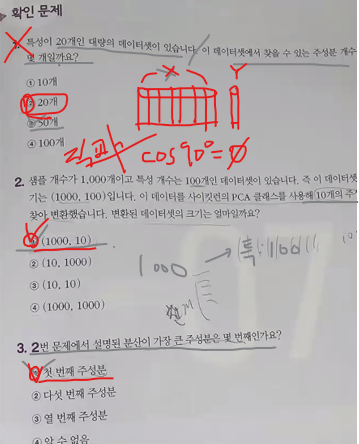 확인 문제
1. 특성이 20개인 대량의 데이터셋이 있습니다. 이 데이터셋에서 찾을 수 있는 주성분 개수
몇 개일까요?
① 10개
② 20개
③ 50개
④ 100개
X Y
직교
cos90°=0
2. 샘플 개수가 1,000개이고 특성 개수는 100개인 데이터셋이 있습니다. 즉 이 데이터셋
기는 (1000, 100)입니다. 이 데이터를 사이킷런의 PCA 클래스를 사용해 10개의 주
찾아 변환했습니다. 변환된 데이터셋의 크기는 얼마일까요?
① (1000, 10)
② (10, 1000)
③ (10, 10)
④ (1000, 1000)
1000
3. 2번 문제에서 설명된 분산이 가장 큰 주성분은 몇 번째인가요?
① 첫 번째 주성분
② 다섯 번째 주성분
③ 열 번째 주성분
④ 알 수 없음